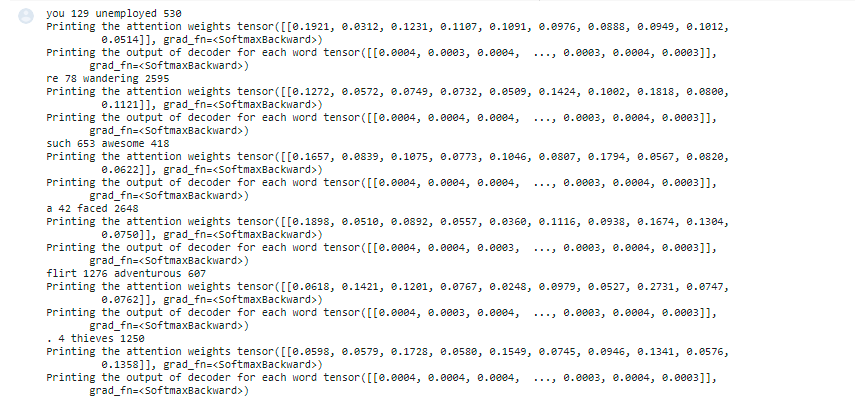 you 129 unemployed 530
Printing the attention weights tensor([[0.1921, 0.0312, 0.1231, 0.1107, 0.1091, 0.0976, 0.0888, 0.0949, 0.1012,
0.0514]], grad_fn=<SoftmaxBackward>)
Printing the output of decoder for each word tensor([[0.0004, 0.0003, 0.0004,  ..., 0.0003, 0.0004, 0.0003]],
grad_fn=<SoftmaxBackward>)
re 78 wandering 2595
Printing the attention weights tensor([[0.1272, 0.0572, 0.0749, 0.0732, 0.0509, 0.1424, 0.1002, 0.1818, 0.0800,
0.1121]], grad_fn=<SoftmaxBackward>)
Printing the output of decoder for each word tensor([[0.0004, 0.0004, 0.0004,  ..., 0.0003, 0.0004, 0.0003]],
grad_fn=<SoftmaxBackward>)
such 653 awesome 418
Printing the attention weights tensor([[0.1657, 0.0839, 0.1075, 0.0773, 0.1046, 0.0807, 0.1794, 0.0567, 0.0820,
0.0622]], grad_fn=<SoftmaxBackward>)
Printing the output of decoder for each word tensor([[0.0004, 0.0004, 0.0004,  ..., 0.0003, 0.0004, 0.0003]],
grad_fn=<SoftmaxBackward>)
a 42 faced 2648
Printing the attention weights tensor([[0.1898, 0.0510, 0.0892, 0.0557, 0.0360, 0.1116, 0.0938, 0.1674, 0.1304,
0.0750]], grad_fn=<SoftmaxBackward>)
Printing the output of decoder for each word tensor([[0.0004, 0.0004, 0.0003,  ..., 0.0003, 0.0004, 0.0003]],
grad_fn=<SoftmaxBackward>)
flirt 1276 adventurous 607
Printing the attention weights tensor([[0.0618, 0.1421, 0.1201, 0.0767, 0.0248, 0.0979, 0.0527, 0.2731, 0.0747,
0.0762]], grad_fn=<SoftmaxBackward>)
Printing the output of decoder for each word tensor([[0.0004, 0.0003, 0.0004,  ..., 0.0003, 0.0004, 0.0003]],
grad_fn=<SoftmaxBackward>)
. 4 thieves 1250
Printing the attention weights tensor([[0.0598, 0.0579, 0.1728, 0.0580, 0.1549, 0.0745, 0.0946, 0.1341, 0.0576,
0.1358]], grad_fn=<SoftmaxBackward>)
Printing the output of decoder for each word tensor([[0.0004, 0.0004, 0.0004,  ..., 0.0003, 0.0004, 0.0003]],
grad_fn=<SoftmaxBackward>)